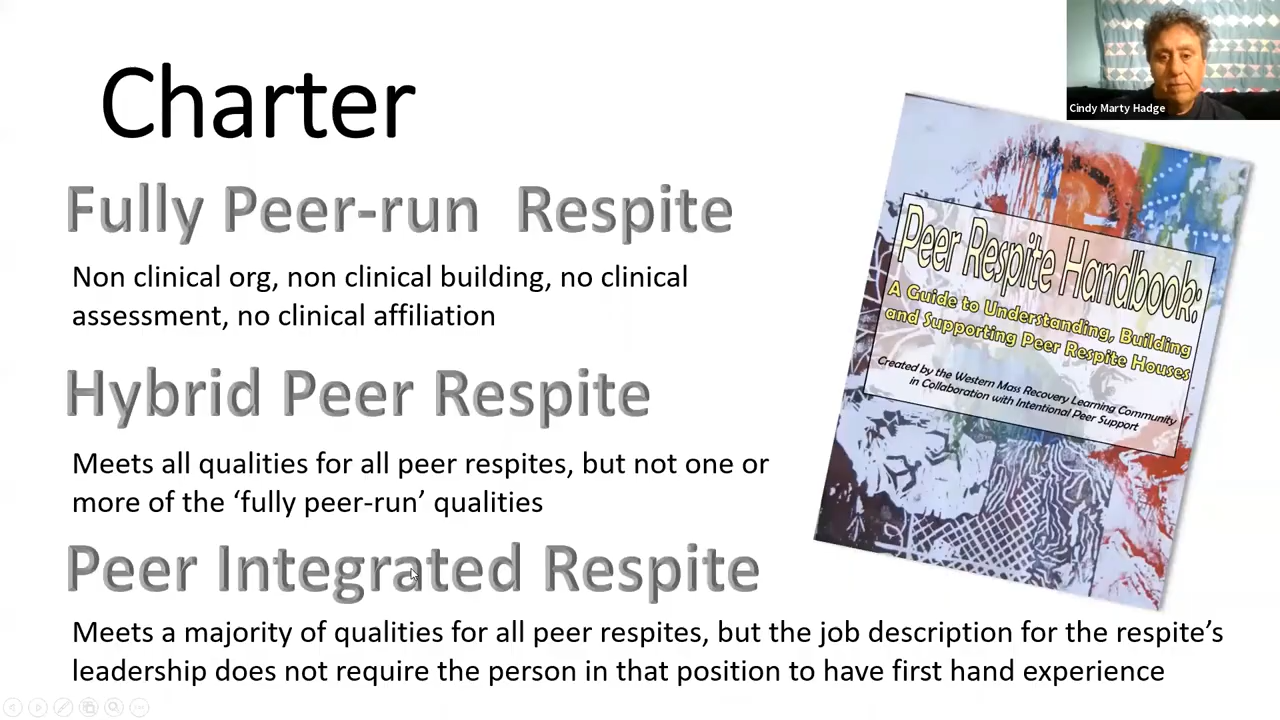 Charter
Cindy Marty Hadge
Fully Peer-run Respite
Non clinical org, non clinical building, no clinical
assessment, no clinical affiliation
Hybrid Peer Respite
Meets all qualities for all peer respites, but not one or
more of the ‘fully peer-run’ qualities
Peer Integrated Respite
Meets a majority of qualities for all peer respites, but the job description for the respite’s
leadership does not require the person in that position to have first hand experience
Peer Respite Handbook:
A Guide to Understanding, Building
and Supporting Peer Respite Houses
Created by the Western Mass Recovery Learning Community
in Collaboration with Intentional Peer Support